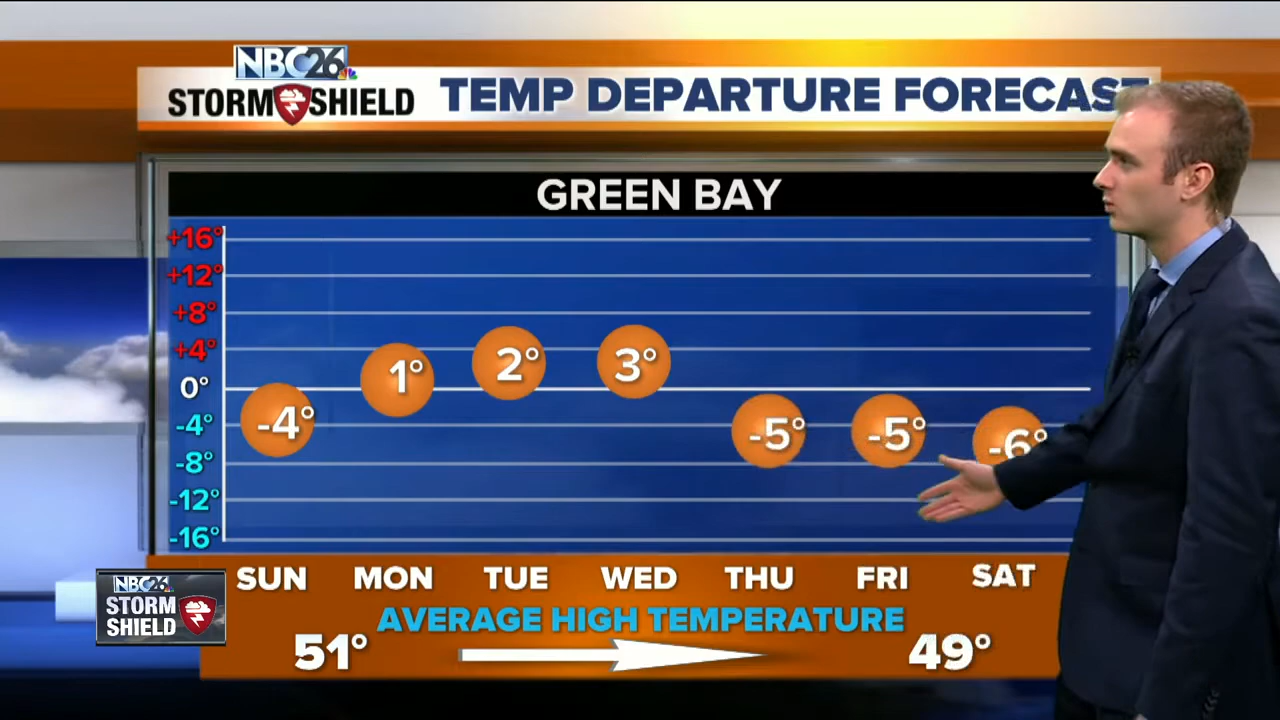 NBC26
STORM SHIELD
TEMP DEPARTURE FORECAST
GREEN BAY
+16°
+12°
+8°
+4°
0°
-4°
-8°
-12°
-16°
-4°
1°
2°
3°
-5°
-5°
-6°
SUN MON TUE WED THU FRI SAT
AVERAGE HIGH TEMPERATURE
51° 49°
NBC26
STORM
SHIELD